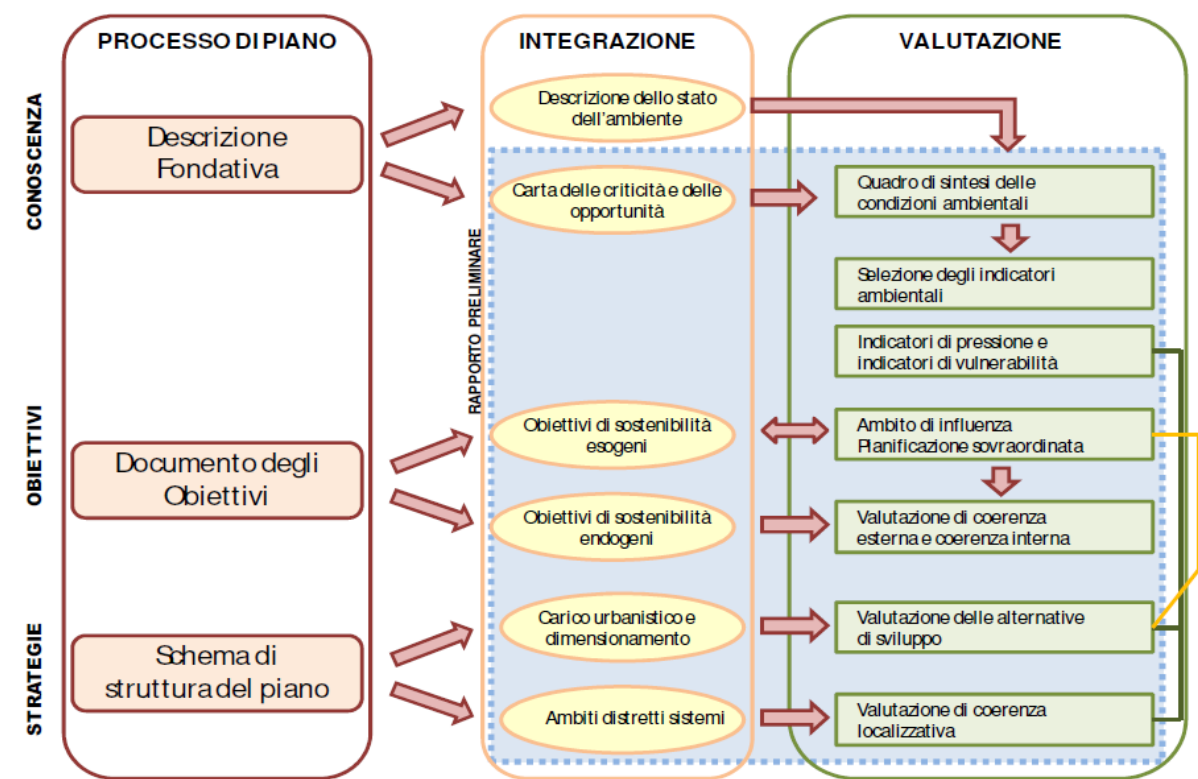 PROCESSO DI PIANO
INTEGRAZIONE
VALUTAZIONE
CONOSCENZA
Descrizione
Fondativa
Descrizione dello stato
dell'ambiente
Carta delle criticità e delle
opportunità
Quadro di sintesi delle
condizioni ambientali
Selezione degli indicatori
ambientali
Indicatori di pressione e
indicatori di vulnerabilità
RAPPORTO PRELIMINARE
OBIETTIVI
Documento degli
Obiettivi
Obiettivi di sostenibilità
esogeni
Ambito di influenza
Planificazione sovraordinata
Obiettivi di sostenibilità
endogeni
Valutazione di coerenza
esterna e coerenza interna
STRATEGIE
Schema di
struttura del piano
Carico urbanistico e
dimensionamento
Valutazione delle alternative
di sviluppo
Ambiti distretti sistemi
Valutazione di coerenza
localizzativa